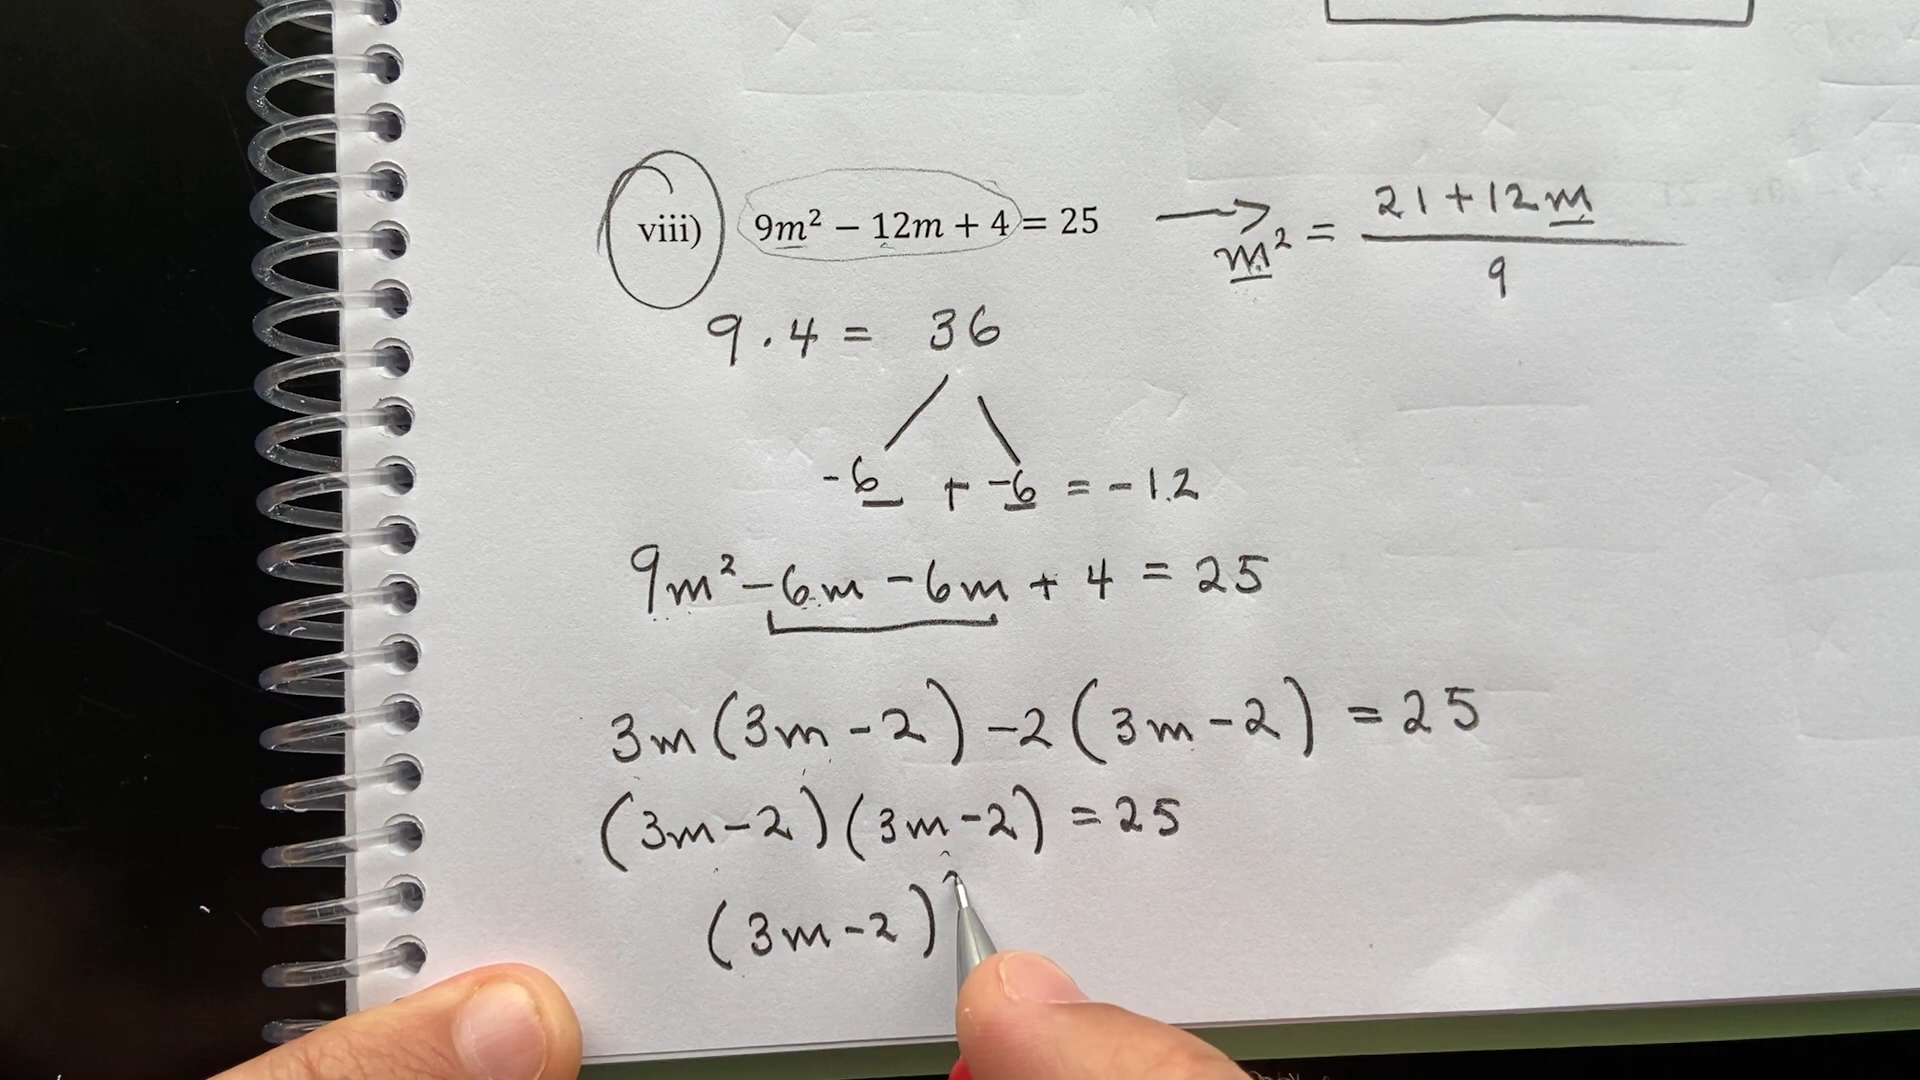 viii) 9m² − 12m + 4 = 25 → m² = (21 + 12m)/9
9 . 4 = 36
-6 + -6 = -12
9m² - 6m - 6m + 4 = 25
3m (3m - 2) - 2 (3m - 2) = 25
(3m - 2) (3m - 2) = 25
(3m - 2)